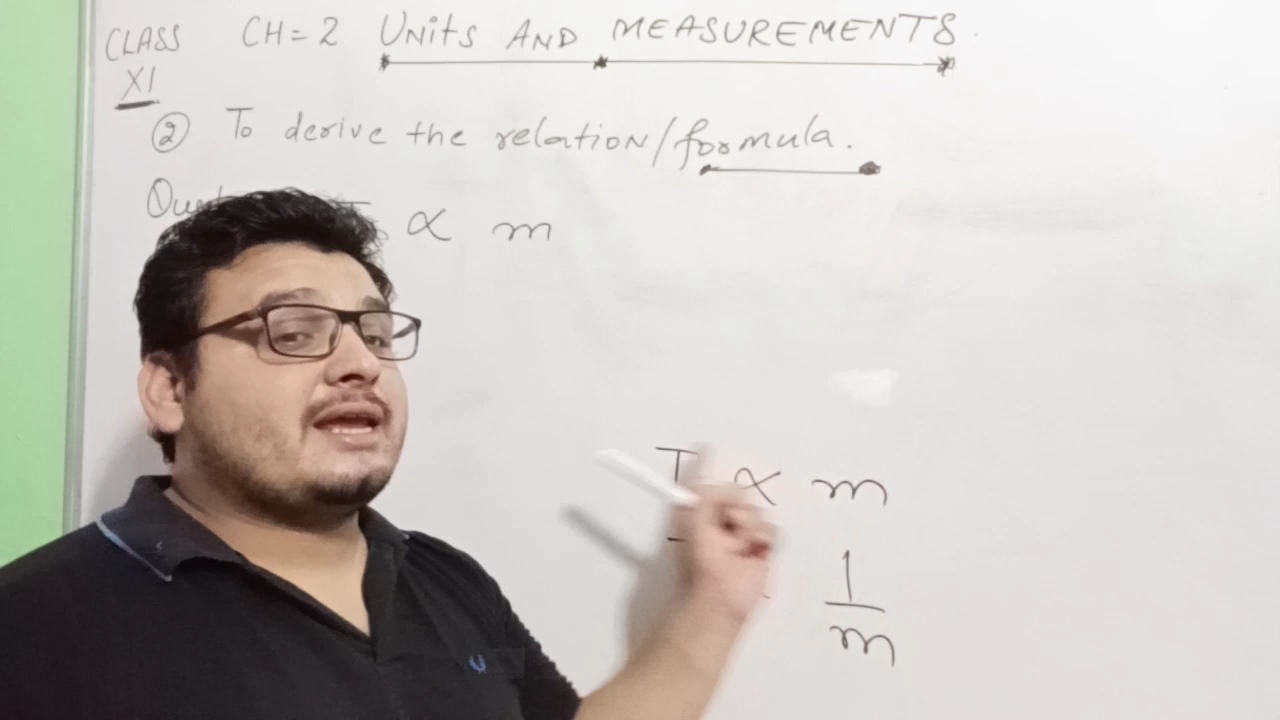 CLASS CH=2 UNitS AND MEASUREMENTS
XI
② To derive the relation/formula.
∝ m
T ∝ m
1
m